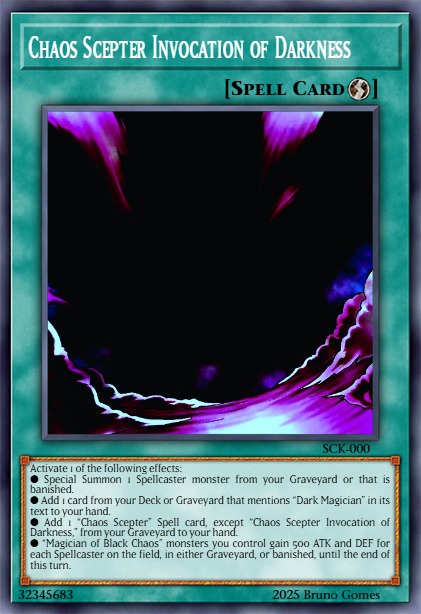 Chaos Scepter Invocation of Darkness
[Spell Card]
SCK-000
Activate 1 of the following effects:
● Special Summon 1 Spellcaster monster from your Graveyard or that is
banished.
● Add 1 card from your Deck or Graveyard that mentions “Dark Magician” in its
text to your hand.
● Add 1 “Chaos Scepter” Spell card, except “Chaos Scepter Invocation of
Darkness,” from your Graveyard to your hand.
● “Magician of Black Chaos” monsters you control gain 500 ATK and DEF for
each Spellcaster on the field, in either Graveyard, or banished, until the end of
this turn.
32345683 2025 Bruno Gomes